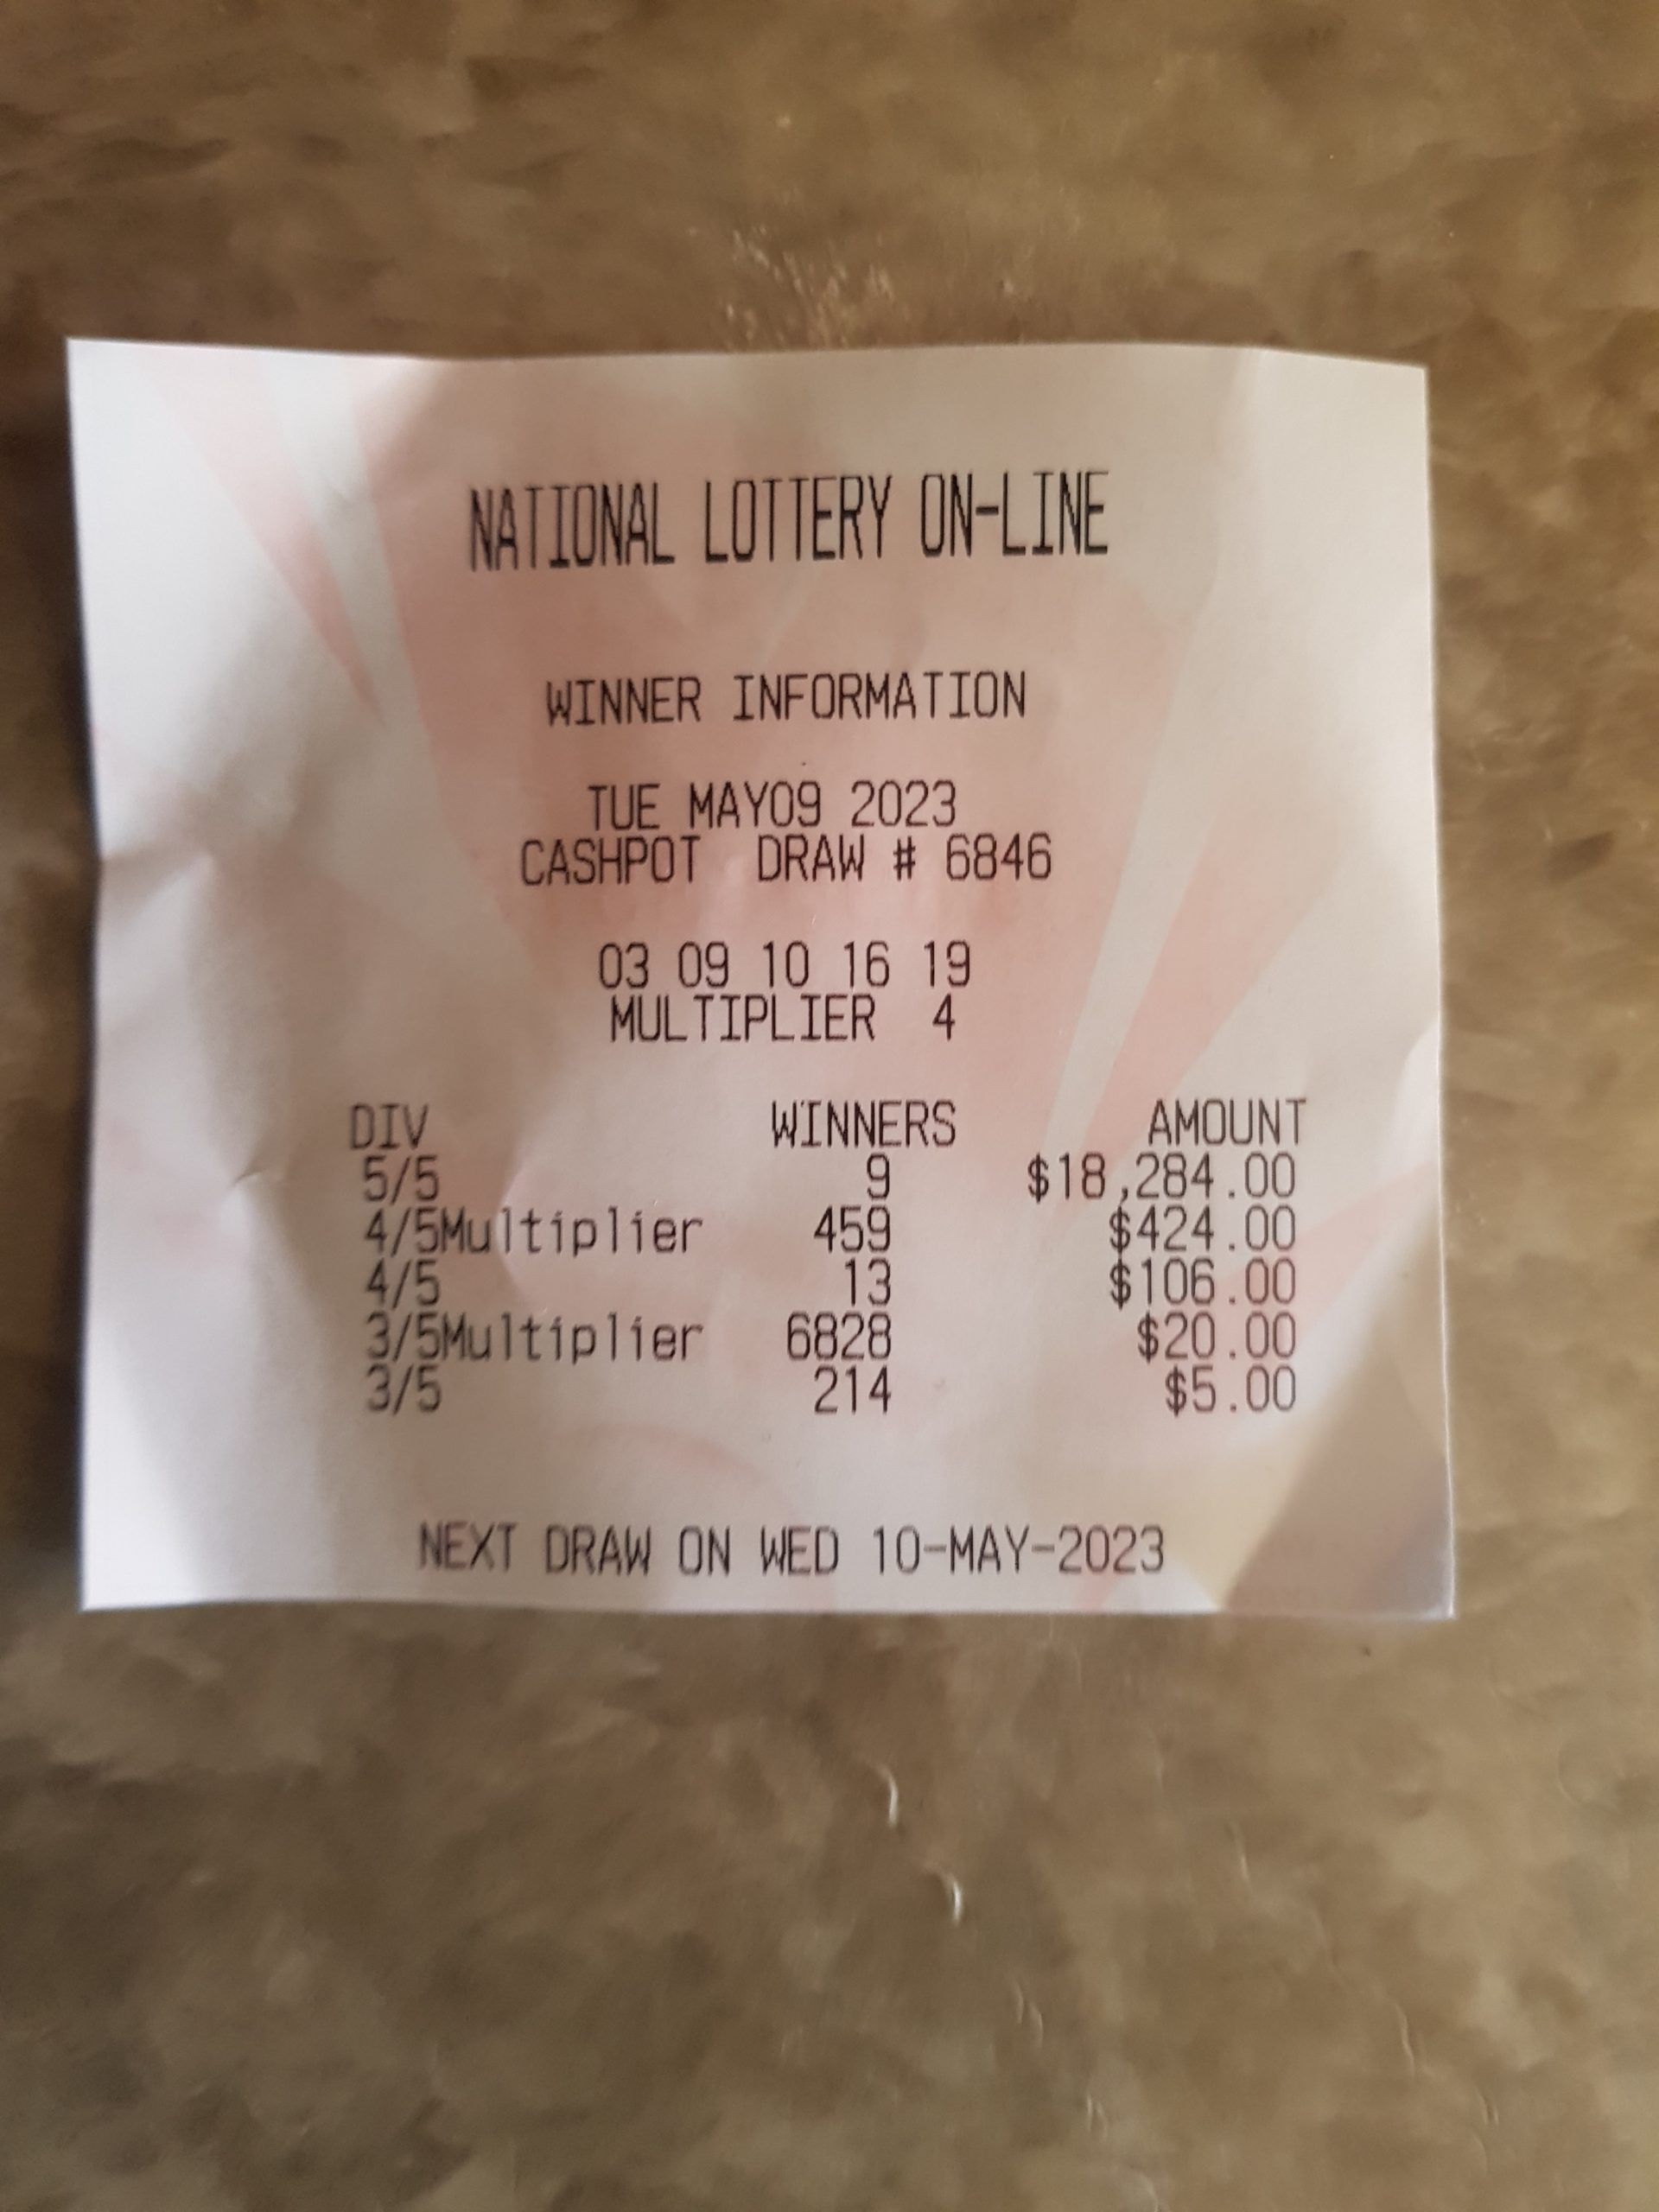 NATIONAL LOTTERY ON-LINE
WINNER INFORMATION
TUE MAY09 2023
CASHPOT DRAW # 6846
03 09 10 16 19
MULTIPLIER 4
DIV WINNERS AMOUNT
5/5 9 $18,284.00
4/5Multiplier 459 $424.00
4/5 13 $106.00
3/5Multiplier 6828 $20.00
3/5 214 $5.00
NEXT DRAW ON WED 10-MAY-2023